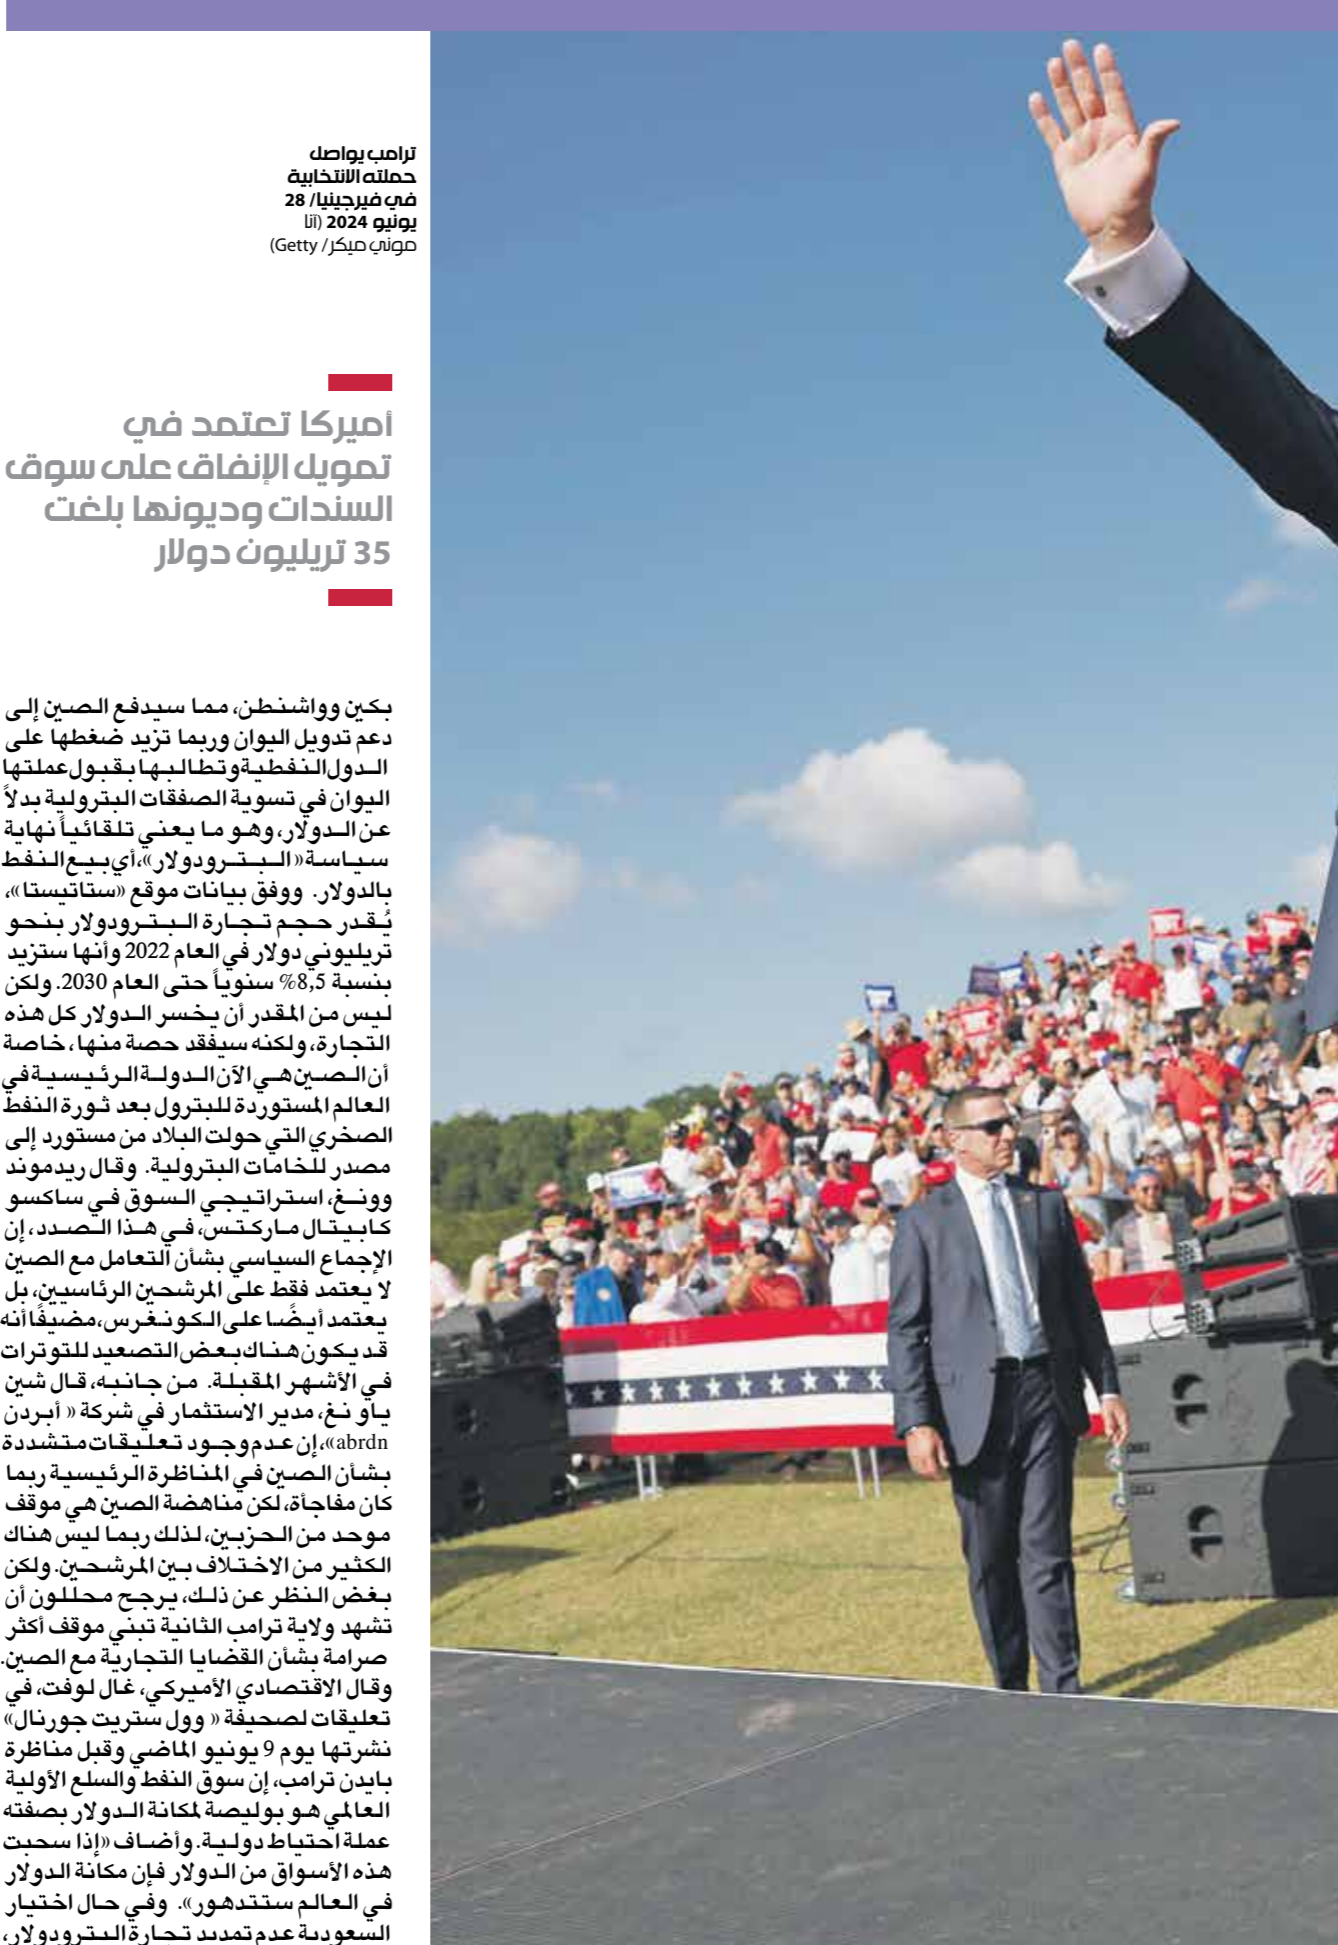 ترامب يواصل
حملته الانتخابية
في فيرجينيا/ 28
يونيو 2024 (آنا
موني ميكر/ Getty)
أميركا تعتمد في
تمويل الإنفاق على سوق
السندات وديونها بلغت
35 تريليون دولار
بكين وواشنطن، مما سيدفع الصين إلى
دعم تدويل اليوان وربما تزيد ضغطها على
الدول النفطية وتطالبها بقبول عملتها
اليوان في تسوية الصفقات البترولية بدلاً
عن الدولار، وهو ما يعني تلقائياً نهاية
سياسة «البترودولار»، أي بيع النفط
بالدولار. ووفق بيانات موقع «ستاتيستا»،
يُقدر حجم تجارة البترودولار بنحو
تريليوني دولار في العام 2022 وأنها ستزيد
بنسبة 8,5% سنوياً حتى العام 2030. ولكن
ليس من المقدر أن يخسر الدولار كل هذه
التجارة، ولكنه سيفقد حصة منها، خاصة
أن الصين هي الآن الدولة الرئيسية في
العالم المستوردة للبترول بعد ثورة النفط
الصخري التي حولت البلاد من مستورد إلى
مصدر للخامات البترولية. وقال ريدموند
وونغ، استراتيجي السوق في ساكسو
كابيتال ماركتس، في هذا الصدد، إن
الإجماع السياسي بشأن التعامل مع الصين
لا يعتمد فقط على المرشحين الرئاسيين، بل
يعتمد أيضًا على الكونغرس، مضيفًا أنه
قد يكون هناك بعض التصعيد للتوترات
في الأشهر المقبلة. من جانبه، قال شين
ياو نغ، مدير الاستثمار في شركة « أبردن
abrdn»، إن عدم وجود تعليقات متشددة
بشأن الصين في المناظرة الرئيسية ربما
كان مفاجأة، لكن مناهضة الصين هي موقف
موحد من الحزبين، لذلك ربما ليس هناك
الكثير من الاختلاف بين المرشحين. ولكن
بغض النظر عن ذلك، يرجح محللون أن
تشهد ولاية ترامب الثانية تبني موقف أكثر
صرامة بشأن القضايا التجارية مع الصين.
وقال الاقتصادي الأميركي، غال لوفت، في
تعليقات لصحيفة « وول ستريت جورنال»
نشرتها يوم 9 يونيو الماضي وقبل مناظرة
بايدن ترامب، إن سوق النفط والسلع الأولية
العالمي هو بوليصة لمكانة الدولار بصفته
عملة احتياط دولية. وأضاف «إذا سحبت
هذه الأسواق من الدولار فإن مكانة الدولار
في العالم ستتدهور». وفي حال اختيار
السعودية عدم تمديد تجارة البترودولار،